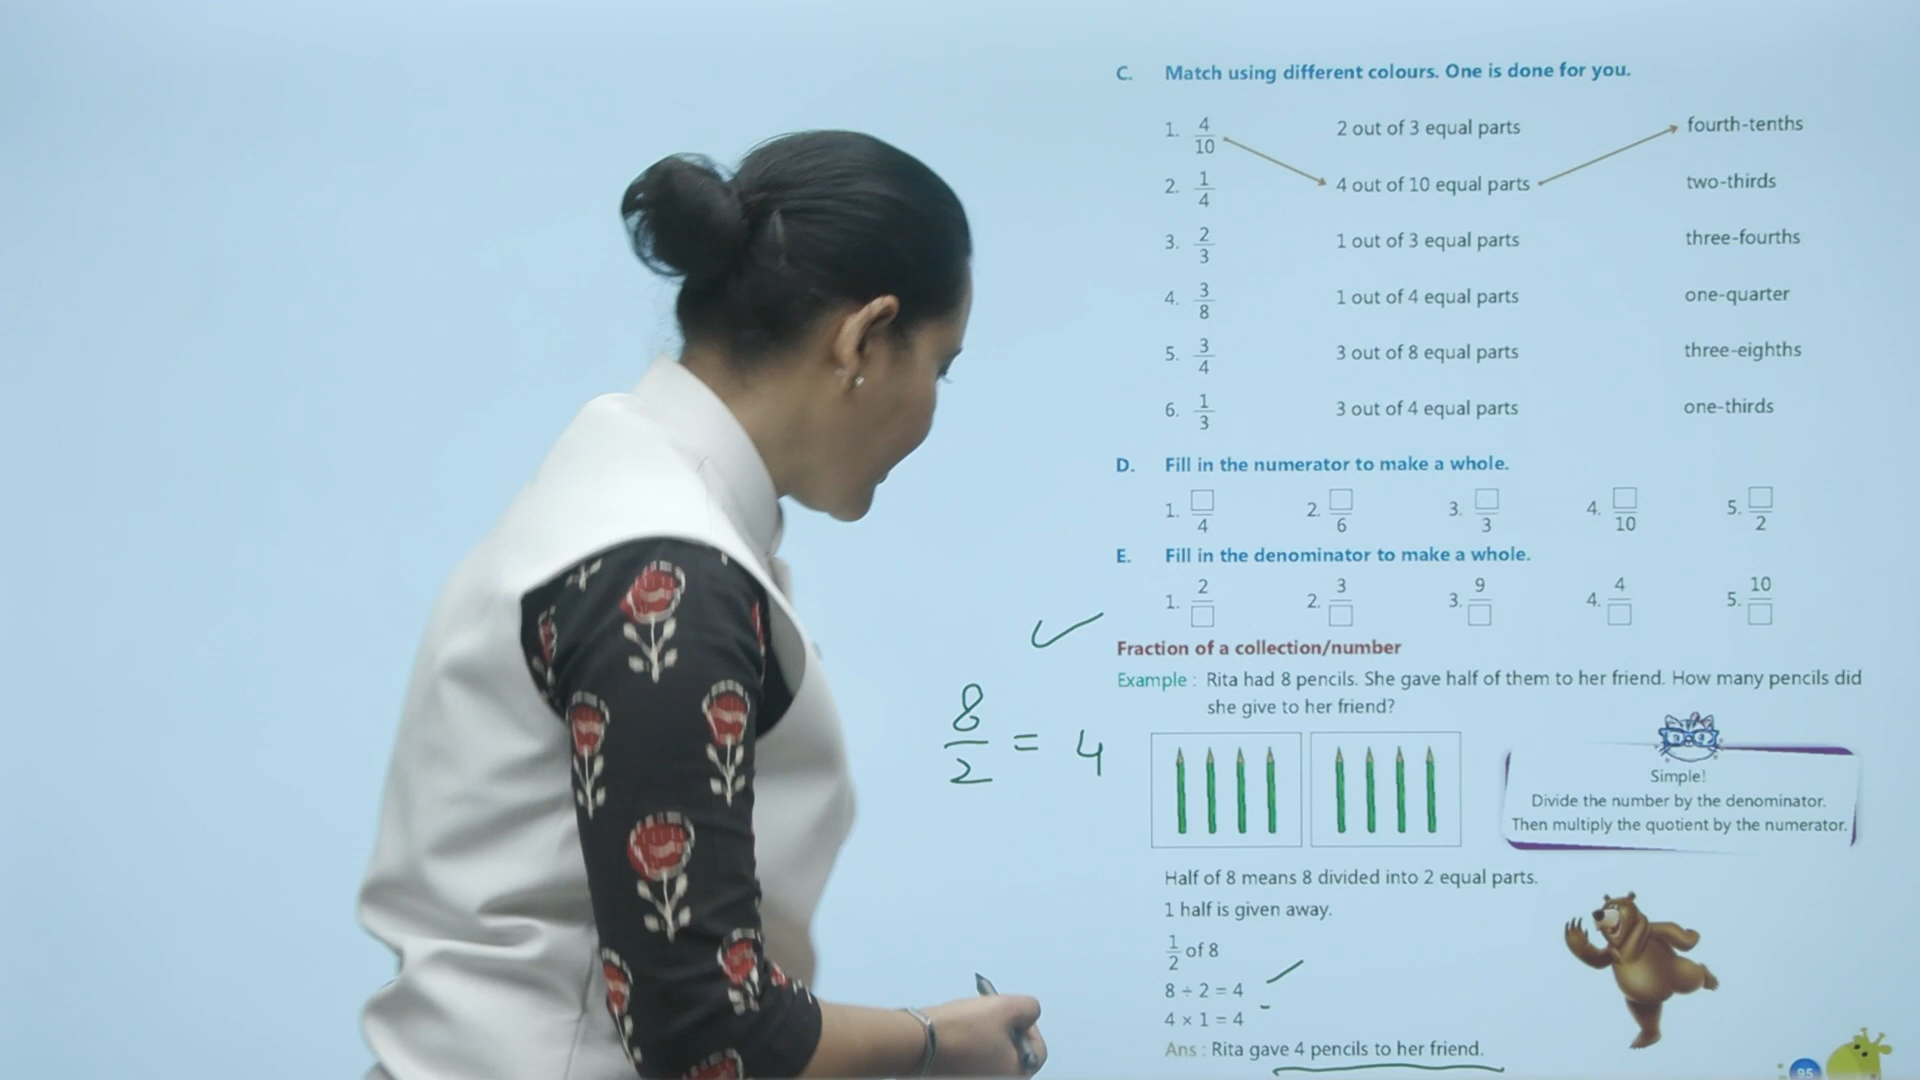 C. Match using different colours. One is done for you.
1. 4/10 2 out of 3 equal parts fourth-tenths
2. 1/4 4 out of 10 equal parts two-thirds
3. 2/3 1 out of 3 equal parts three-fourths
4. 3/8 1 out of 4 equal parts one-quarter
5. 3/4 3 out of 8 equal parts three-eighths
6. 1/3 3 out of 4 equal parts one-thirds
D. Fill in the numerator to make a whole.
1. □/4 2. □/6 3. □/3 4. □/10 5. □/2
E. Fill in the denominator to make a whole.
1. 2/□ 2. 3/□ 3. 9/□ 4. 4/□ 5. 10/□
Fraction of a collection/number
Example : Rita had 8 pencils. She gave half of them to her friend. How many pencils did
she give to her friend?
8/2 = 4
Simple!
Divide the number by the denominator.
Then multiply the quotient by the numerator.
Half of 8 means 8 divided into 2 equal parts.
1 half is given away.
1/2 of 8
8 ÷ 2 = 4
4 × 1 = 4
Ans : Rita gave 4 pencils to her friend.
95